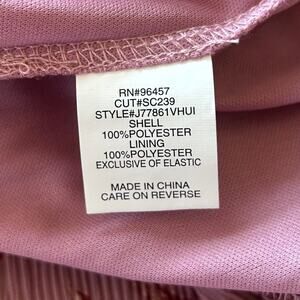 RN#96457
CUT#SC239
STYLE#J77861VHUI
SHELL
100%POLYESTER
LINING
100%POLYESTER
EXCLUSIVE OF ELASTIC
MADE IN CHINA
CARE ON REVERSE